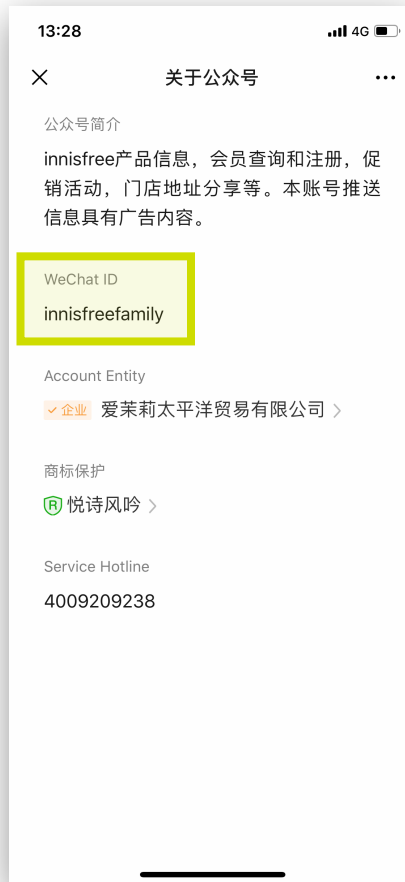 13:28
4G
关于公众号
公众号简介
innisfree产品信息，会员查询和注册，促
销活动，门店地址分享等。本账号推送
信息具有广告内容。
WeChat ID
innisfreefamily
Account Entity
企业 爱茉莉太平洋贸易有限公司
商标保护
R 悦诗风吟
Service Hotline
4009209238